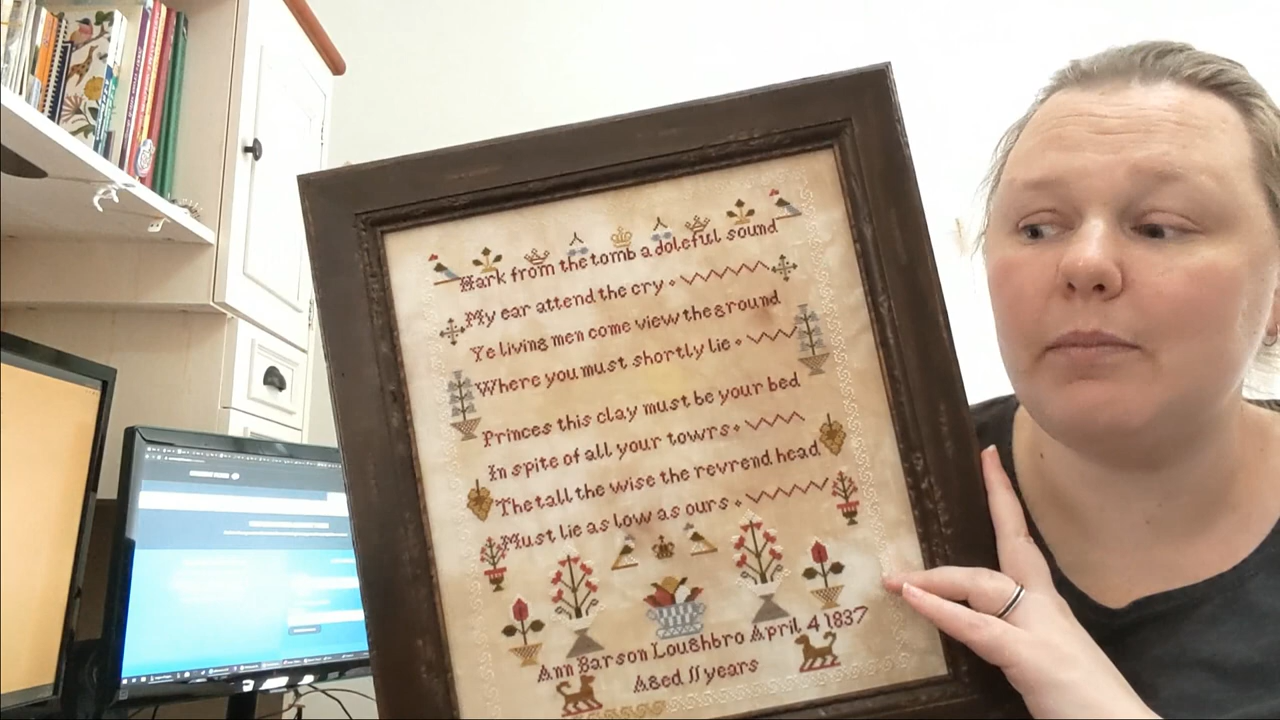 Hark from the tomb a doleful sound
My ear attend the cry
Ye living men come view the ground
Where you must shortly lie
Princes this clay must be your bed
In spite of all your towrs
The tall the wise the revrend head
Must lie as low as ours
Ann Barson Loughbro April 4 1837
Aged 11 years